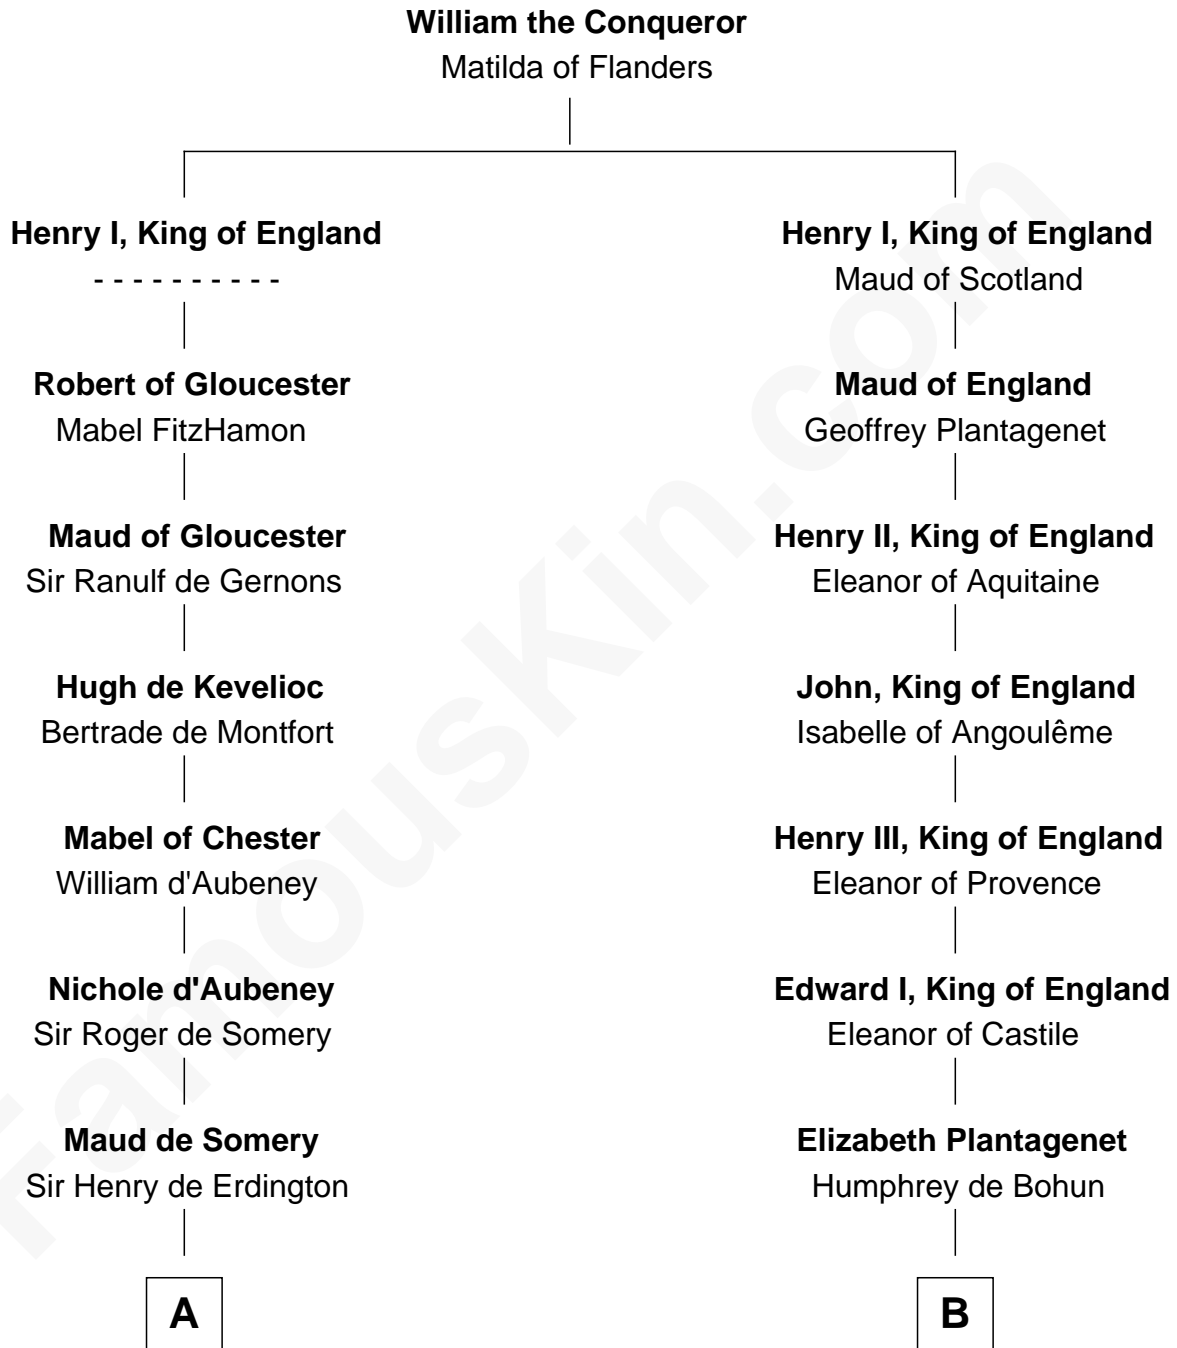 William the Conqueror
Matilda of Flanders
Henry I, King of England
- - - - - - - - - -
Robert of Gloucester
Mabel FitzHamon
Maud of Gloucester
Sir Ranulf de Gernons
Hugh de Kevelioc
Bertrade de Montfort
Mabel of Chester
William d'Aubeney
Nichole d'Aubeney
Sir Roger de Somery
Maud de Somery
Sir Henry de Erdington
A
Henry I, King of England
Maud of Scotland
Maud of England
Geoffrey Plantagenet
Henry II, King of England
Eleanor of Aquitaine
John, King of England
Isabelle of Angoulême
Henry III, King of England
Eleanor of Provence
Edward I, King of England
Eleanor of Castile
Elizabeth Plantagenet
Humphrey de Bohun
B
FamousKin.com